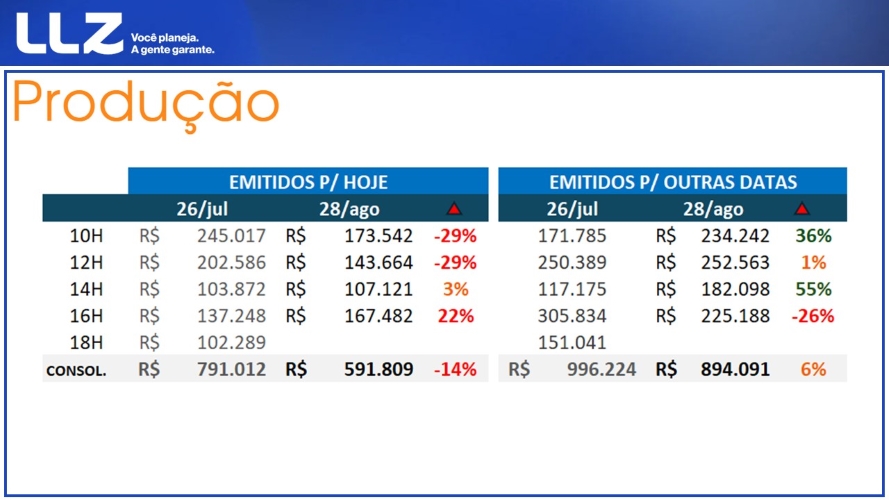 LLZ Você planeja.
A gente garante.
Produção
EMITIDOS P/ HOJE EMITIDOS P/ OUTRAS DATAS
26/jul 28/ago 26/jul 28/ago
10H R$ 245.017 R$ 173.542 -29% 171.785 R$ 234.242 36%
12H R$ 202.586 R$ 143.664 -29% 250.389 R$ 252.563 1%
14H R$ 103.872 R$ 107.121 3% 117.175 R$ 182.098 55%
16H R$ 137.248 R$ 167.482 22% 305.834 R$ 225.188 -26%
18H R$ 102.289 151.041
CONSOL. R$ 791.012 R$ 591.809 -14% R$ 996.224 R$ 894.091 6%